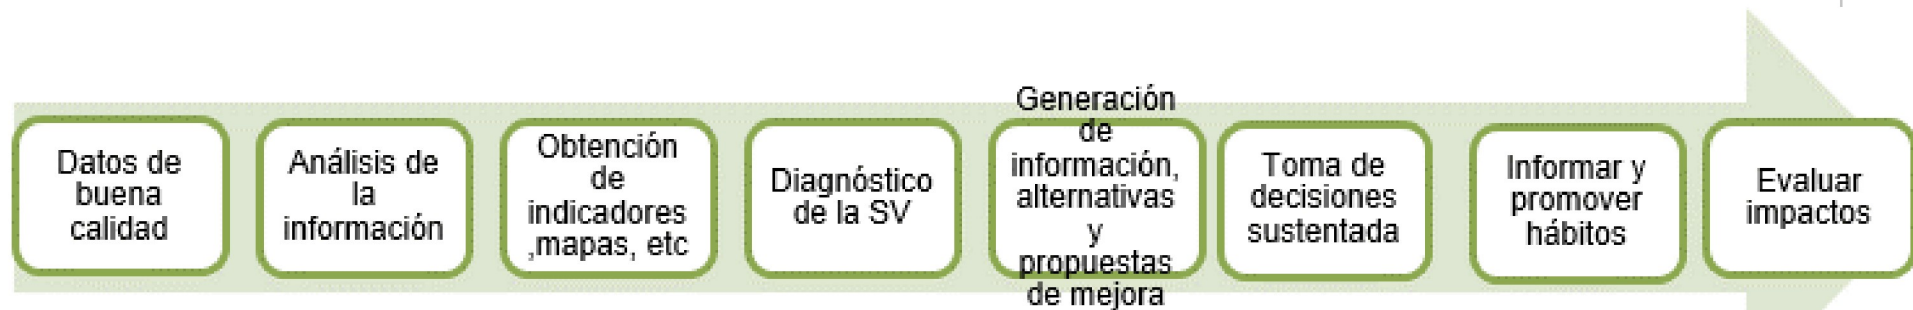 Datos de
buena
calidad
Análisis de
la
información
Obtención
de
indicadores
,mapas, etc
Diagnóstico
de la SV
Generación
de
información,
alternativas
y
propuestas
de mejora
Toma de
decisiones
sustentada
Informar y
promover
hábitos
Evaluar
impactos